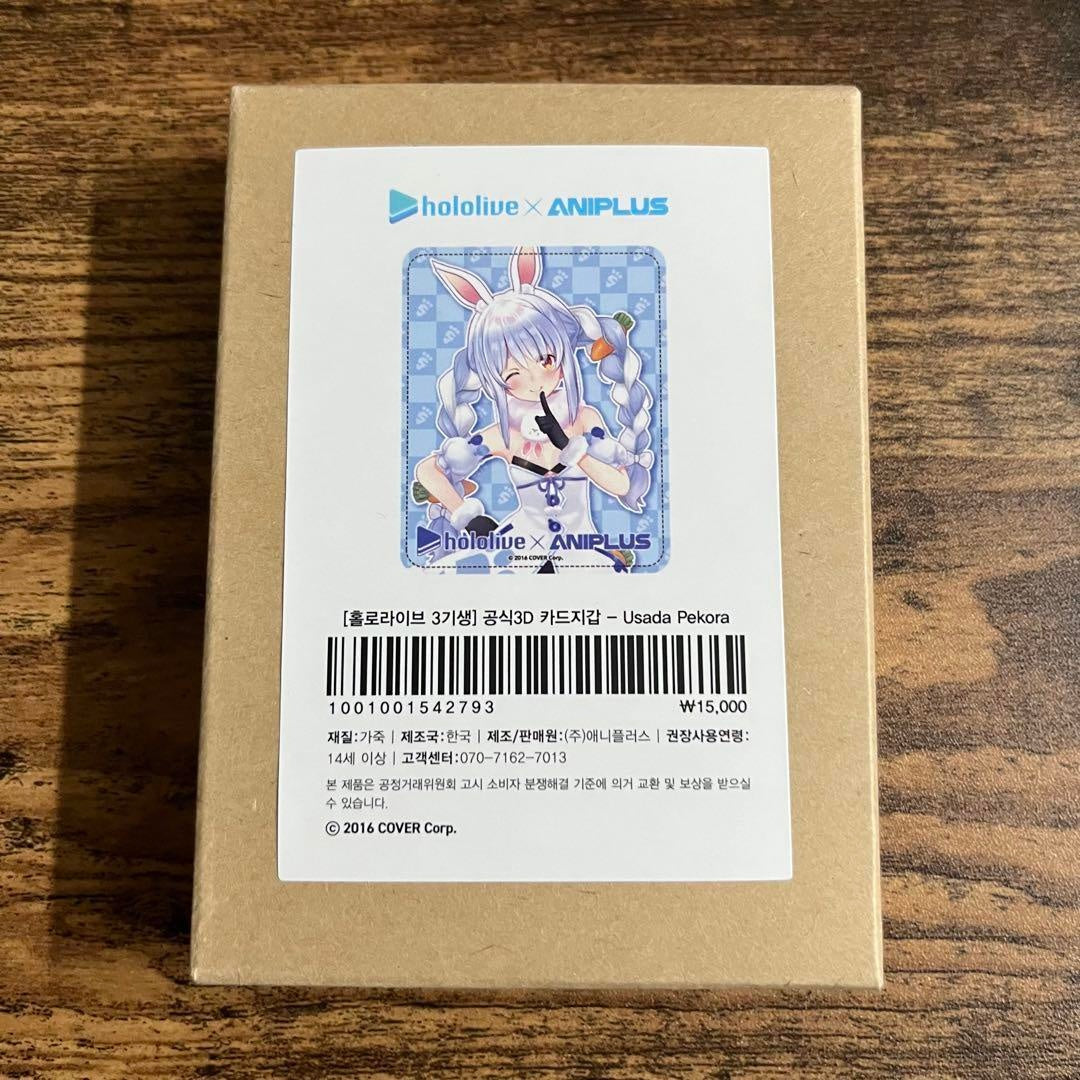 hololive × ANIPLUS
hololive × ANIPLUS
© 2016 COVER Corp.
[홀로라이브 3기생] 공식3D 카드지갑 - Usada Pekora
1001001542793 ₩15,000
재질:가죽 | 제조국:한국 | 제조/판매원:(주)애니플러스 | 권장사용연령:
14세 이상 | 고객센터:070-7162-7013
본 제품은 공정거래위원회 고시 소비자 분쟁해결 기준에 의거 교환 및 보상을 받으실
수 있습니다.
ⓒ 2016 COVER Corp.